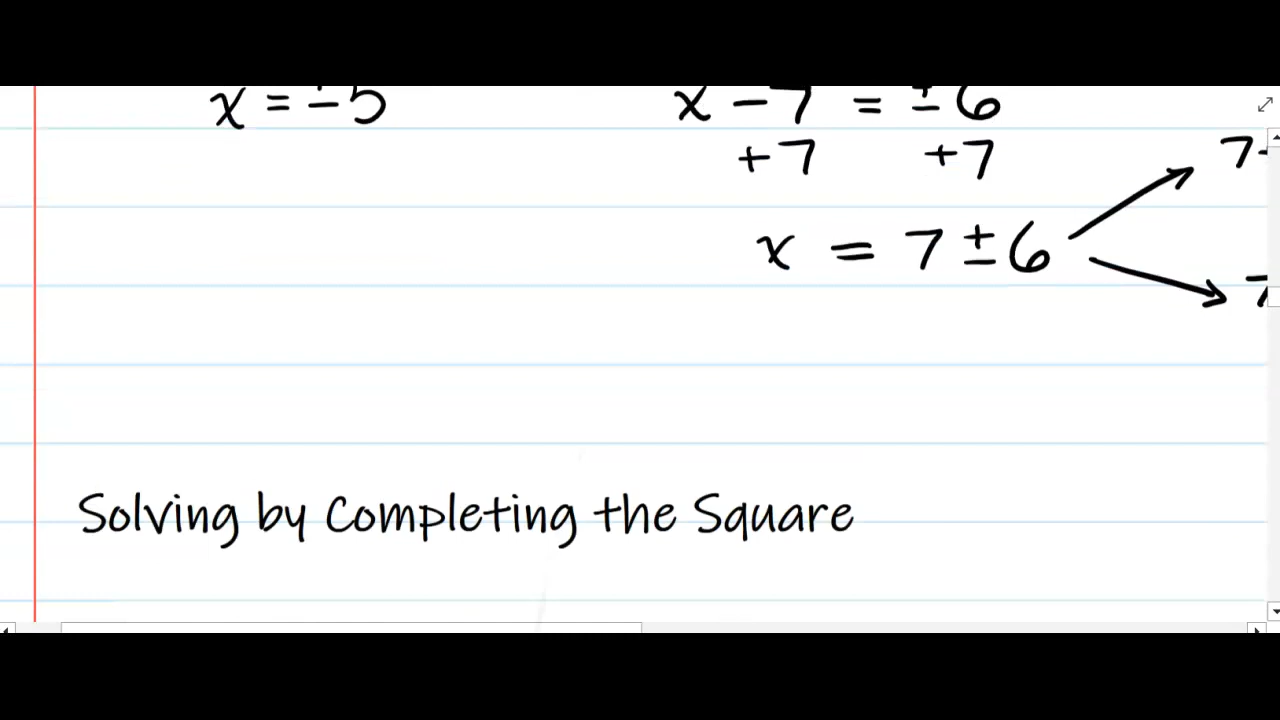 x = ±5
x - 7 = ±6
+7 +7
x = 7 ± 6
Solving by Completing the Square